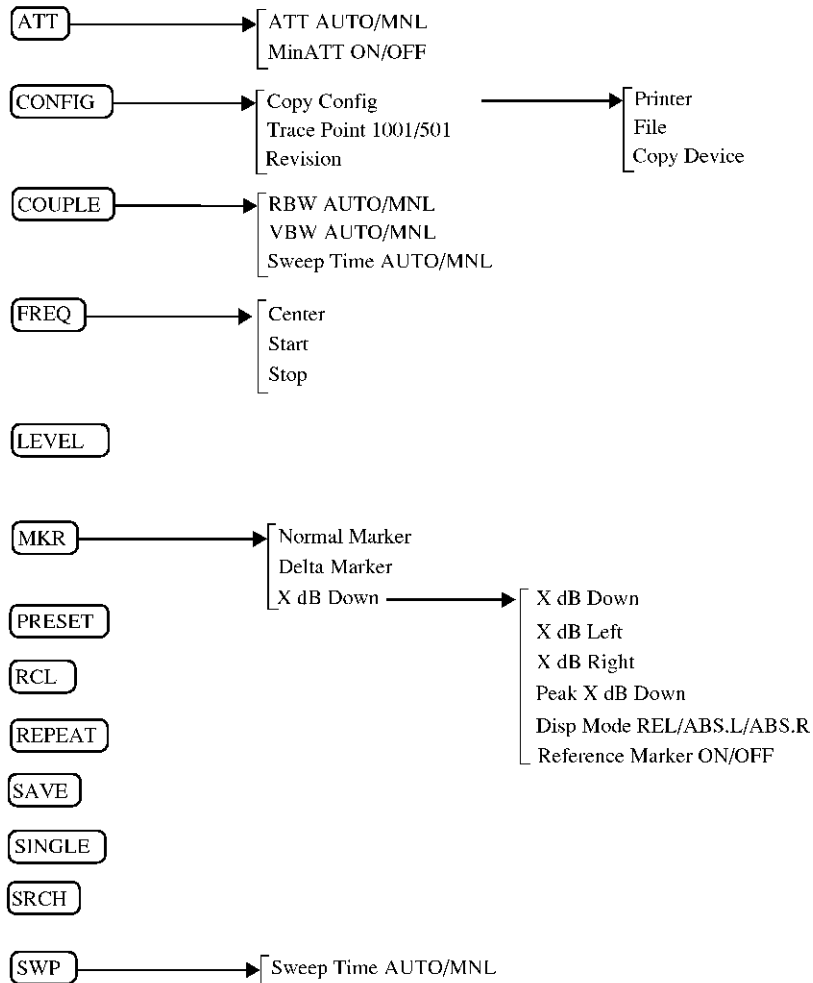 ATT
ATT AUTO/MNL
MinATT ON/OFF
CONFIG
Copy Config
Trace Point 1001/501
Revision
Printer
File
Copy Device
COUPLE
RBW AUTO/MNL
VBW AUTO/MNL
Sweep Time AUTO/MNL
FREQ
Center
Start
Stop
LEVEL
MKR
Normal Marker
Delta Marker
X dB Down
X dB Down
X dB Left
X dB Right
Peak X dB Down
Disp Mode REL/ABS.L/ABS.R
Reference Marker ON/OFF
PRESET
RCL
REPEAT
SAVE
SINGLE
SRCH
SWP
Sweep Time AUTO/MNL